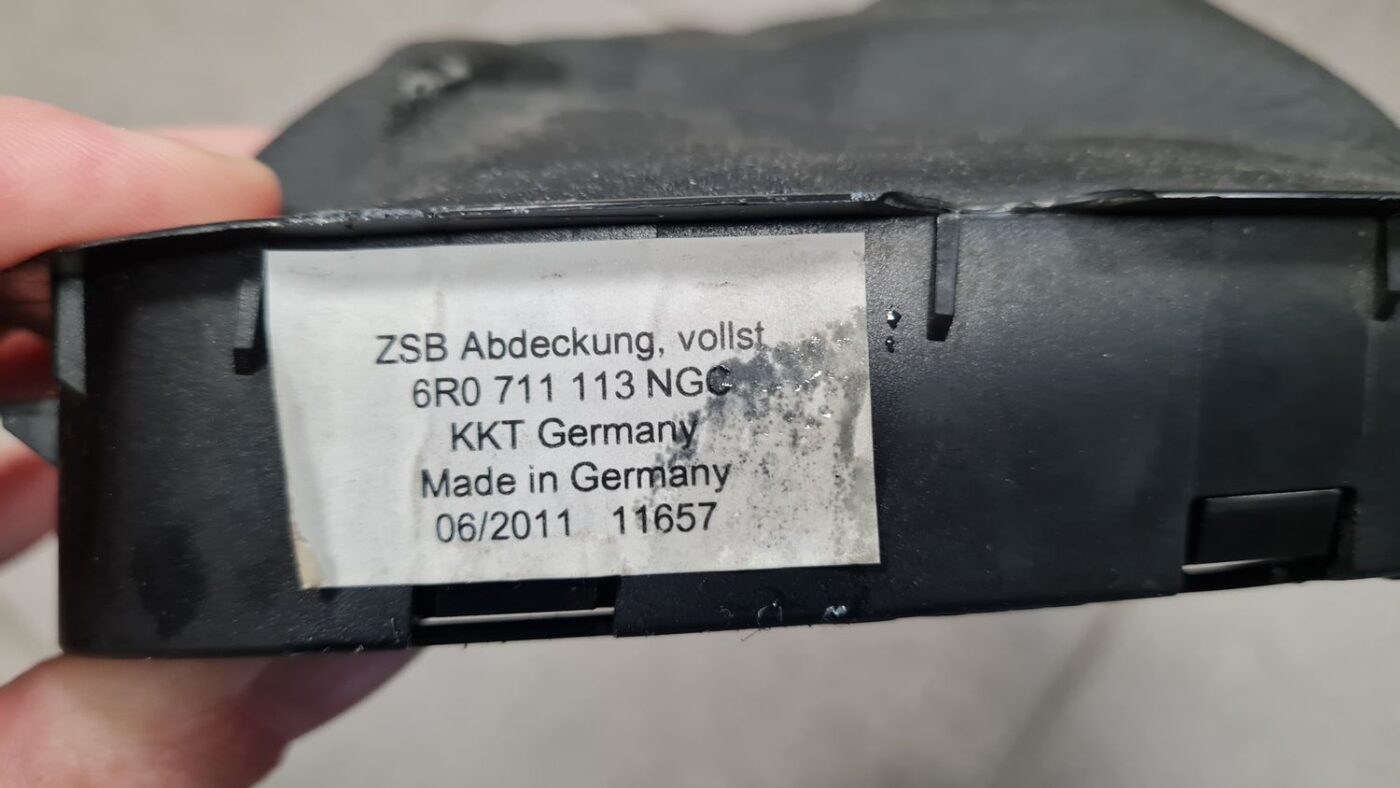 ZSB Abdeckung, vollst
6R0 711 113 NGC
KKT Germany
Made in Germany
06/2011 11657